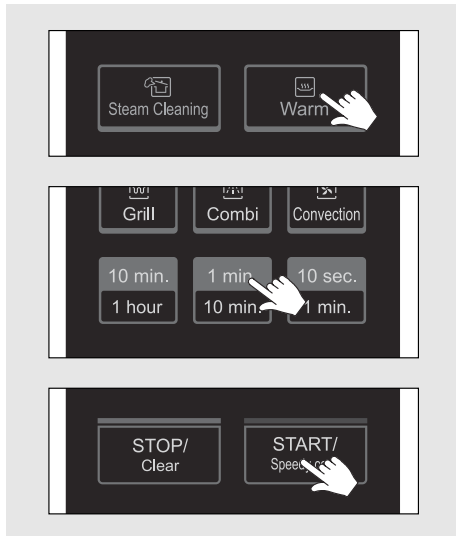 Steam Cleaning
Warm
Grill
Combi
Convection
10 min.
1 min.
10 sec.
1 hour
10 min.
1 min.
STOP/
Clear
START/
Speedy